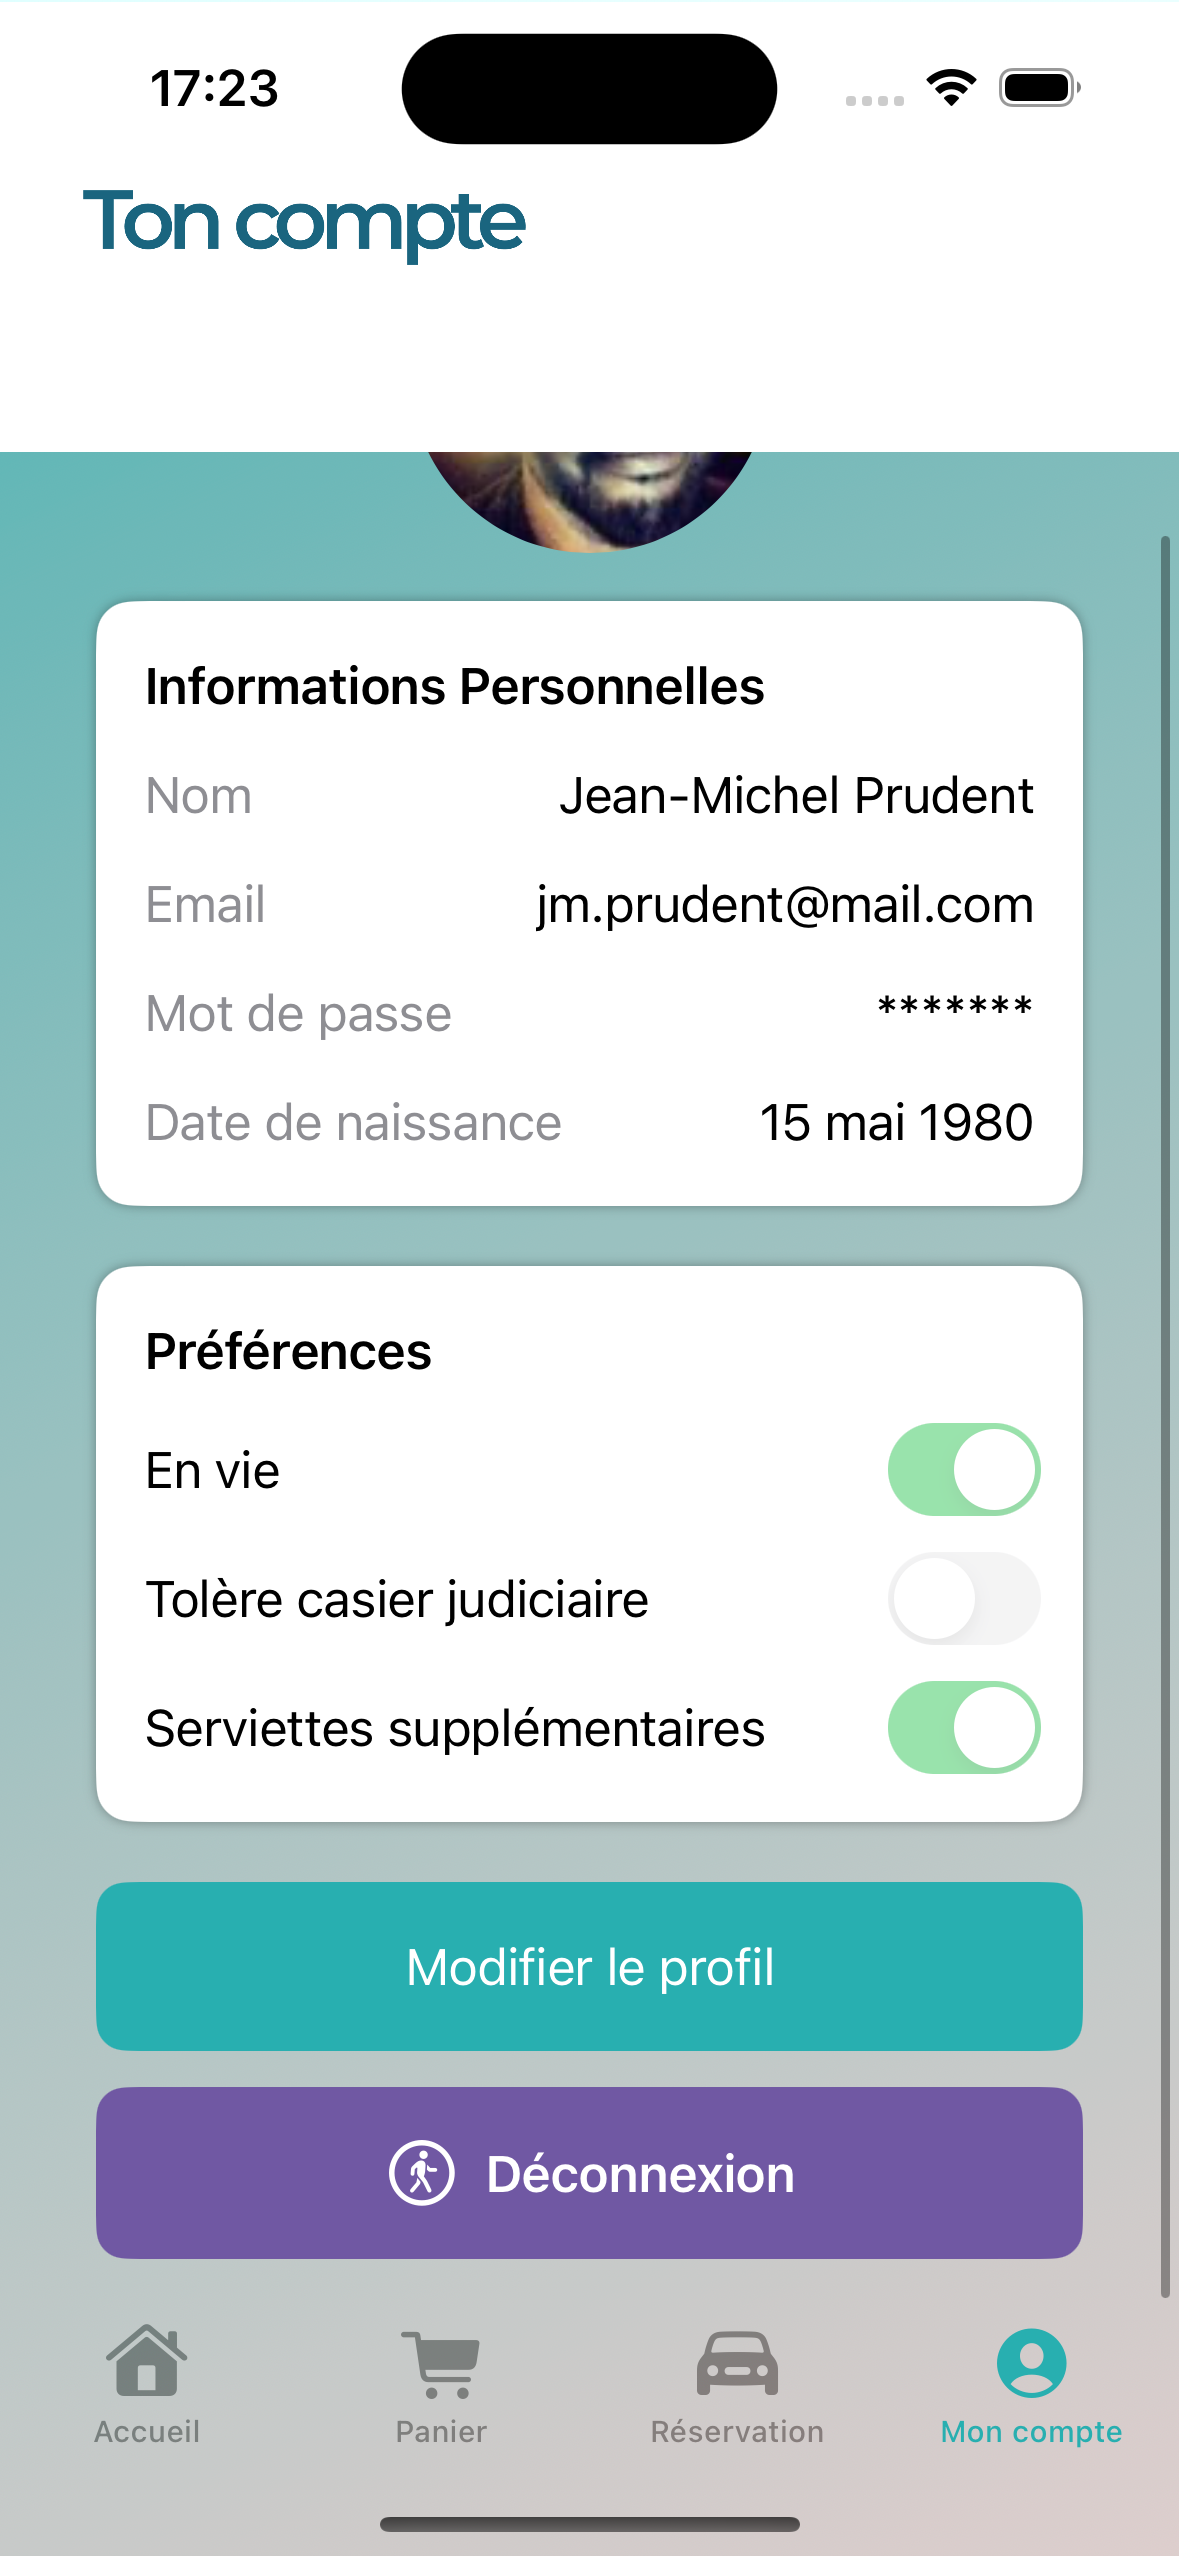 17:23
Ton compte
Informations Personnelles
Nom Jean-Michel Prudent
Email jm.prudent@mail.com
Mot de passe *******
Date de naissance 15 mai 1980
Préférences
En vie
Tolère casier judiciaire
Serviettes supplémentaires
Modifier le profil
Déconnexion
Accueil Panier Réservation Mon compte